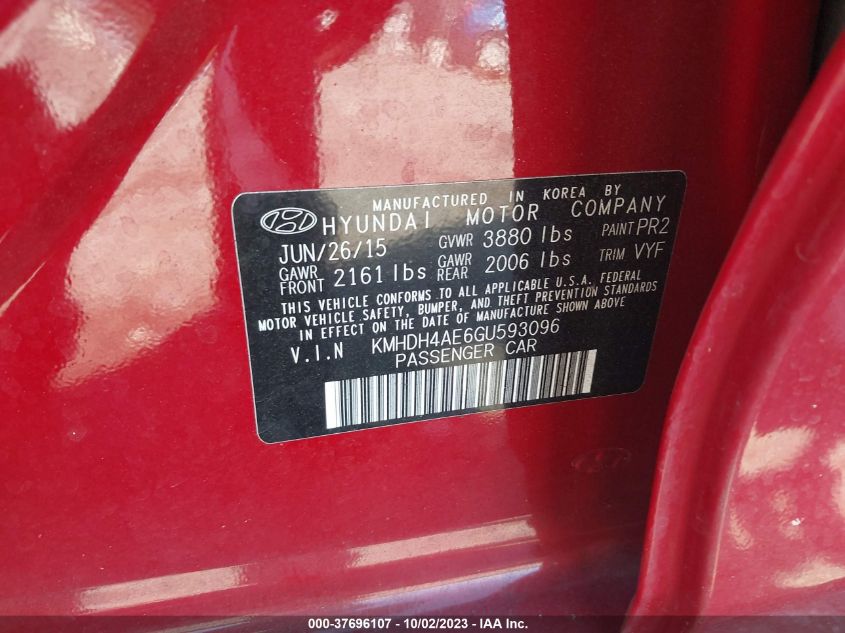 MANUFACTURED IN KOREA BY
HYUNDAI MOTOR COMPANY
JUN/26/15 GVWR 3880 lbs PAINT PR2
GAWR FRONT 2161 lbs GAWR REAR 2006 lbs TRIM VYF
THIS VEHICLE CONFORMS TO ALL APPLICABLE U.S.A. FEDERAL
MOTOR VEHICLE SAFETY, BUMPER, AND THEFT PREVENTION STANDARDS
IN EFFECT ON THE DATE OF MANUFACTURE SHOWN ABOVE
V.I.N KMHDH4AE6GU593096
PASSENGER CAR
000-37696107 - 10/02/2023 - IAA Inc.